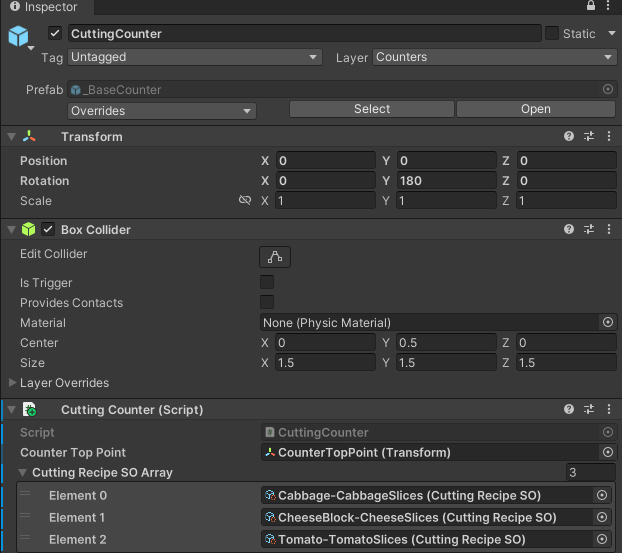 Inspector
CuttingCounter Static
Tag Untagged Layer Counters
Prefab _BaseCounter
Overrides Select Open
Transform
Position X 0 Y 0 Z 0
Rotation X 0 Y 180 Z 0
Scale X 1 Y 1 Z 1
Box Collider
Edit Collider
Is Trigger
Provides Contacts
Material None (Physic Material)
Center X 0 Y 0.5 Z 0
Size X 1.5 Y 1.5 Z 1.5
Layer Overrides
Cutting Counter (Script)
Script CuttingCounter
Counter Top Point CounterTopPoint (Transform)
Cutting Recipe SO Array 3
Element 0 Cabbage-CabbageSlices (Cutting Recipe SO)
Element 1 CheeseBlock-CheeseSlices (Cutting Recipe SO)
Element 2 Tomato-TomatoSlices (Cutting Recipe SO)